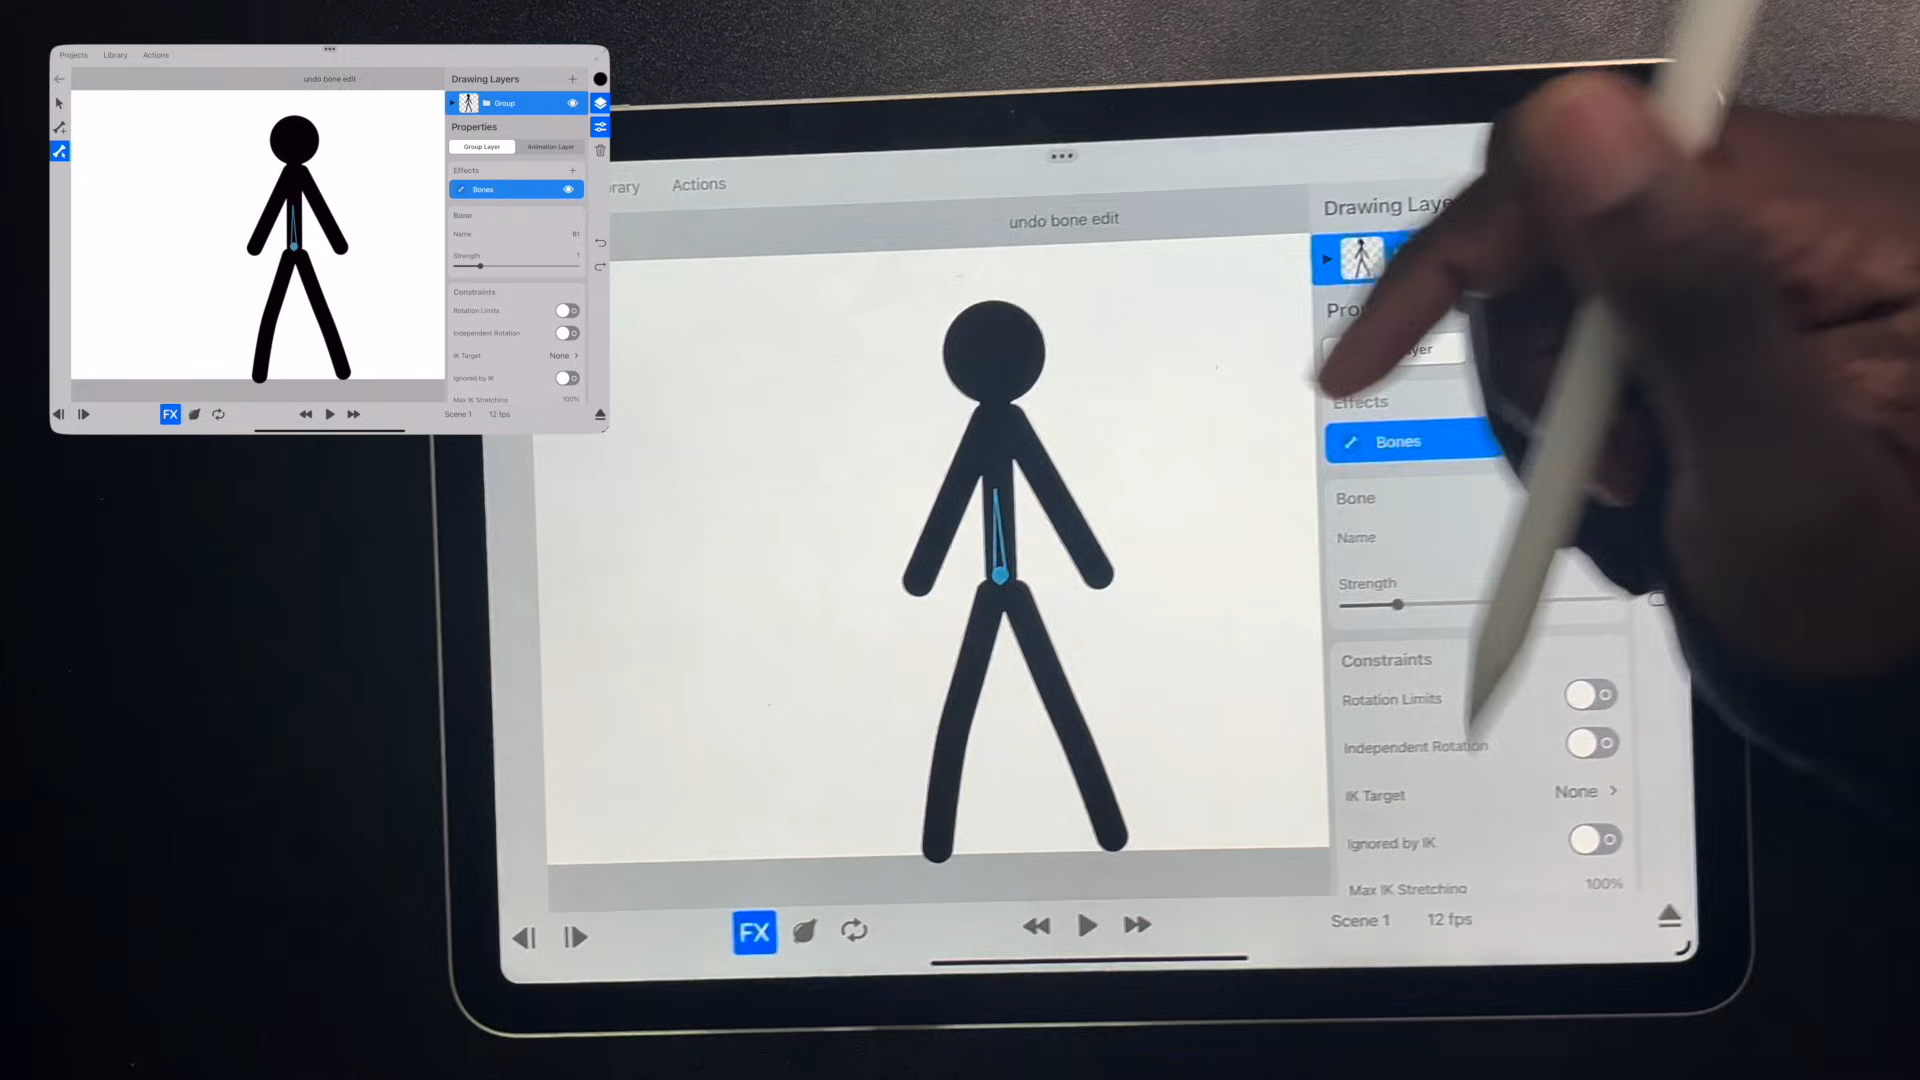 Projects Library Actions
undo bone edit
Drawing Layers +
Group
Properties
Group Layer Animation Layer
Effects +
Bones
Bone
Name B1
Strength 1
Constraints
Rotation Limits
Independent Rotation
IK Target None >
Ignored by IK
Max IK Stretching 100%
FX
Scene 1 12 fps
rary Actions
undo bone edit
Drawing Laye
Pro
yer
Effects
Bones
Bone
Name
Strength
Constraints
Rotation Limits
Independent Rotation
IK Target None >
Ignored by IK
Max IK Stretching 100%
FX
Scene 1 12 fps